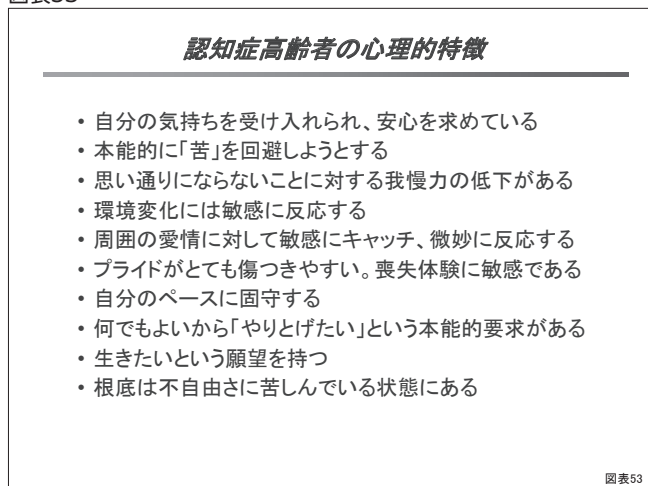 図表53
認知症高齢者の心理的特徴
・自分の気持ちを受け入れられ、安心を求めている
・本能的に「苦」を回避しようとする
・思い通りにならないことに対する我慢力の低下がある
・環境変化には敏感に反応する
・周囲の愛情に対して敏感にキャッチ、微妙に反応する
・プライドがとても傷つきやすい。喪失体験に敏感である
・自分のペースに固守する
・何でもよいから「やりとげたい」という本能的要求がある
・生きたいという願望を持つ
・根底は不自由さに苦しんでいる状態にある
図表53